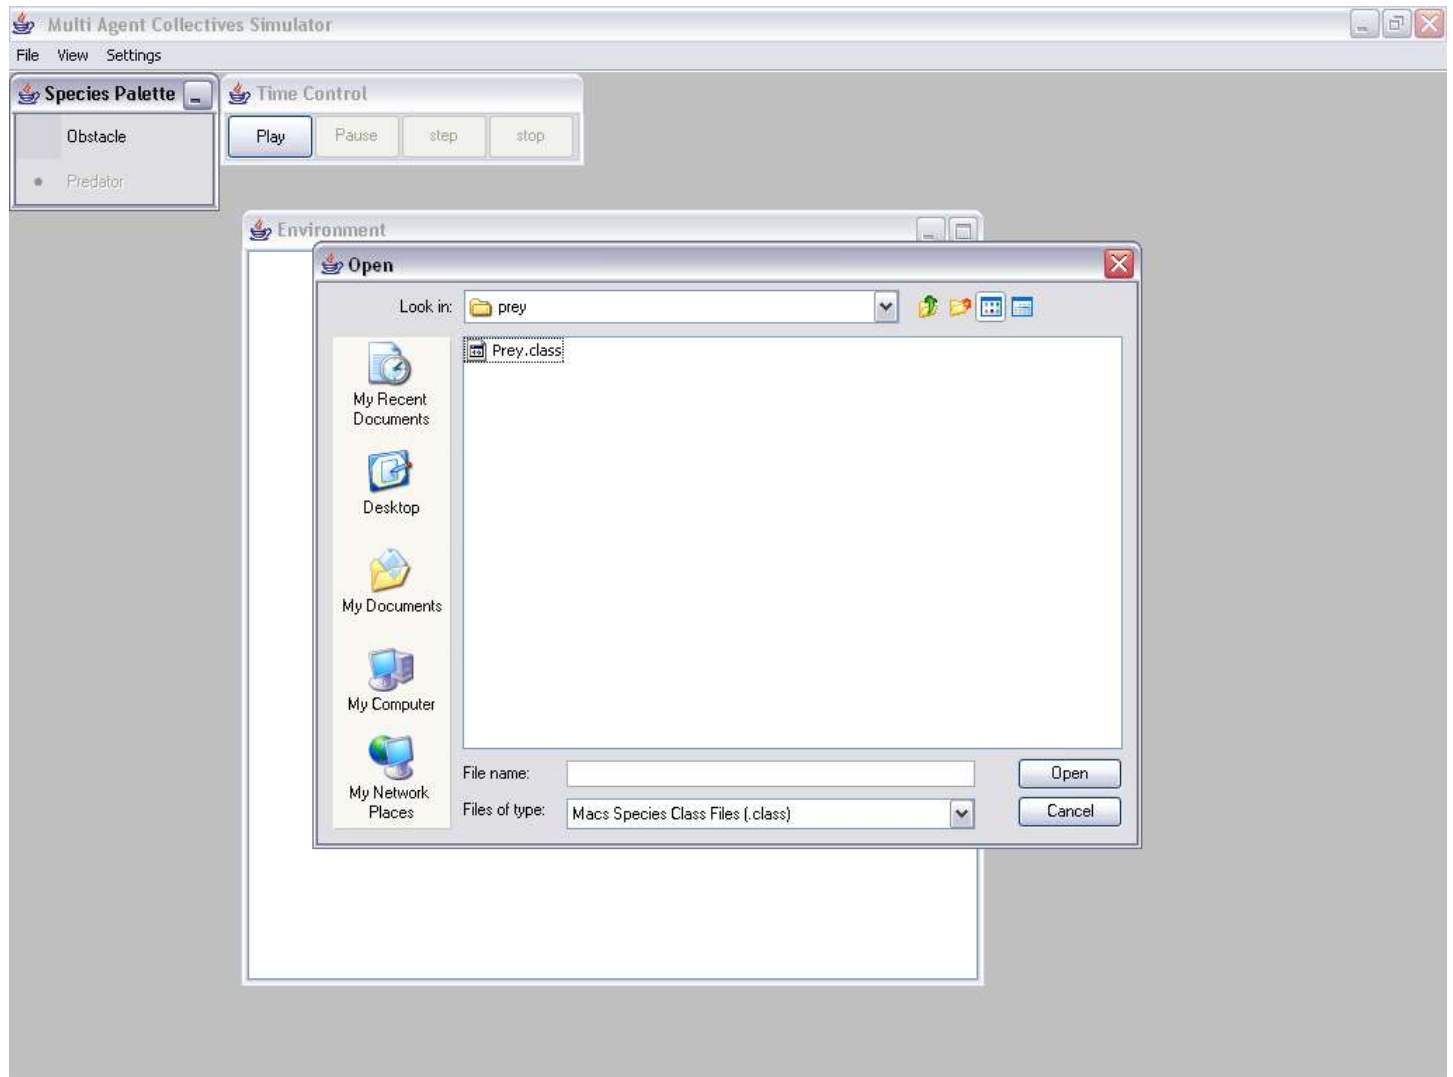 Multi Agent Collectives Simulator
File View Settings
Species Palette
Obstacle
Predator
Time Control
Play Pause step stop
Environment
Open
Look in: prey
My Recent
Documents
Desktop
My Documents
My Computer
My Network
Places
Prey.class
File name:
Open
Files of type: Macs Species Class Files (.class)
Cancel